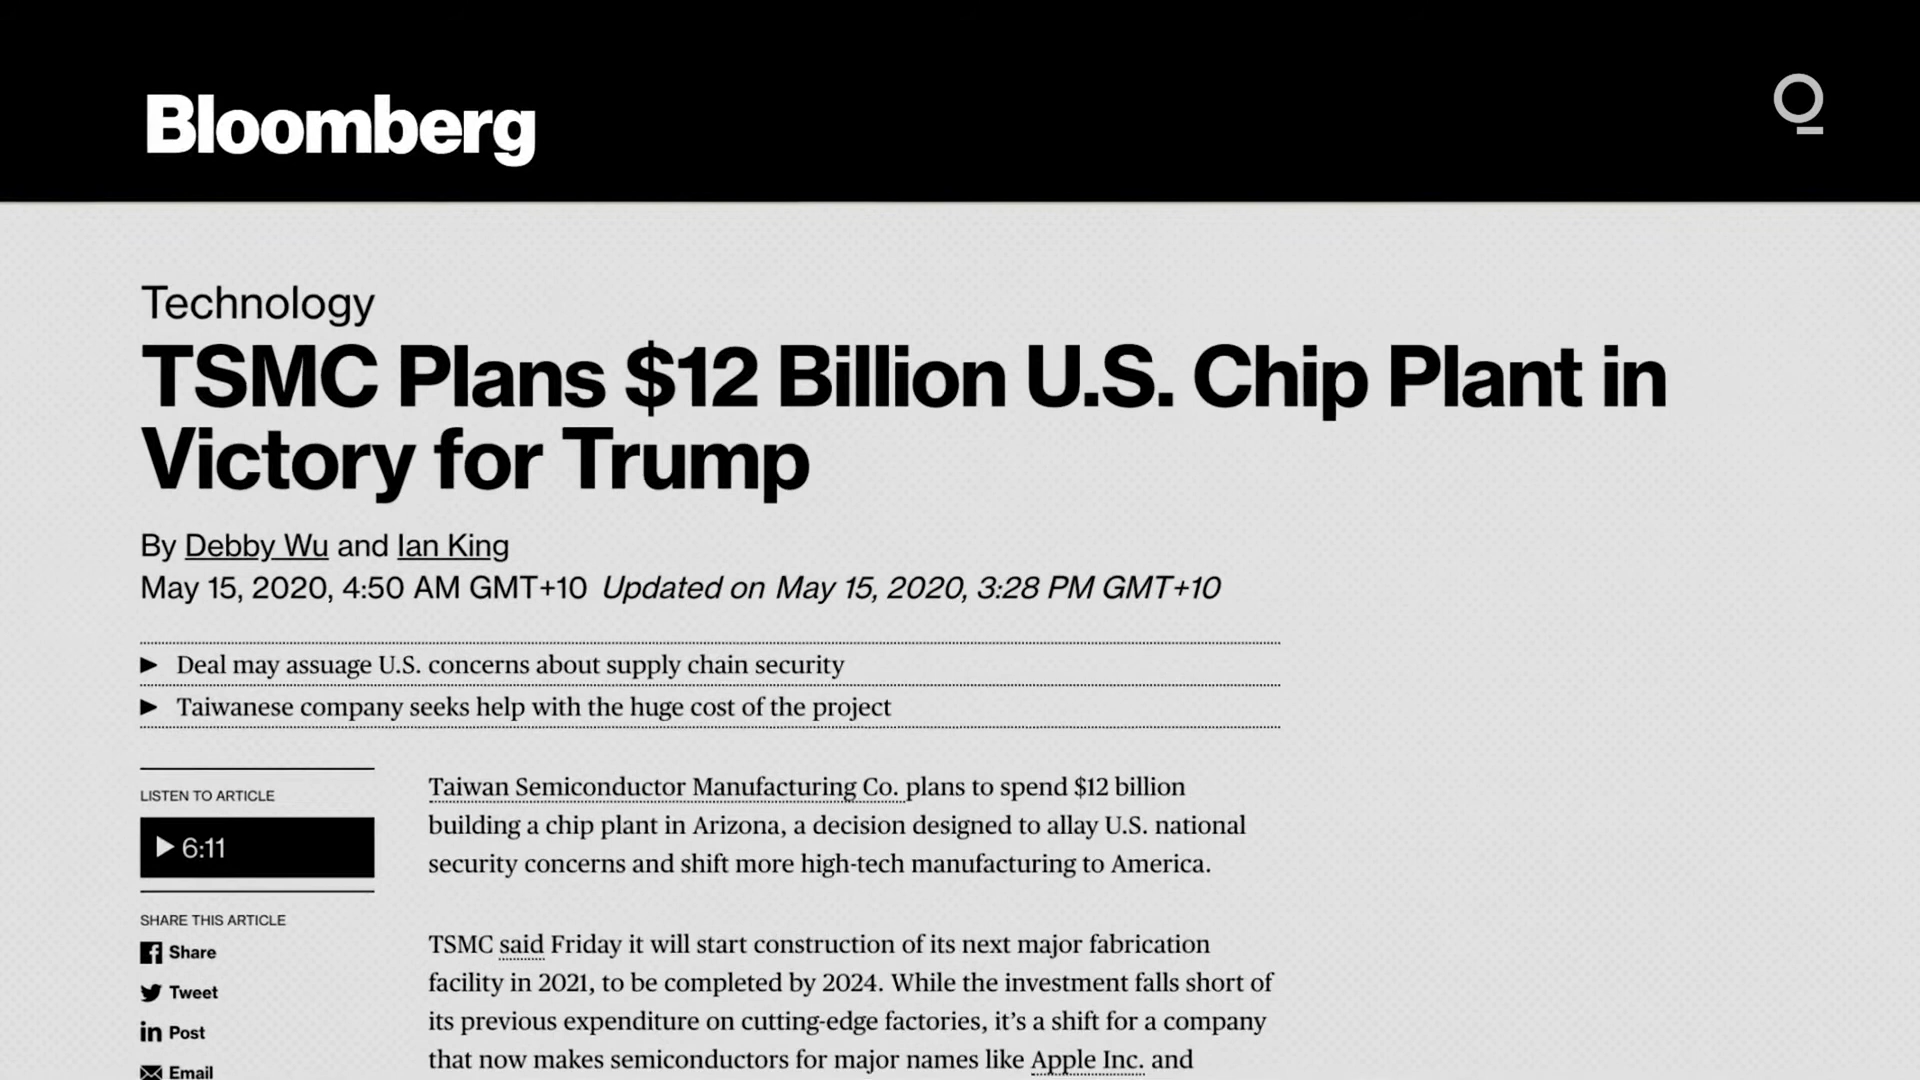 Bloomberg
Technology
TSMC Plans $12 Billion U.S. Chip Plant in
Victory for Trump
By Debby Wu and Ian King
May 15, 2020, 4:50 AM GMT+10 Updated on May 15, 2020, 3:28 PM GMT+10
Deal may assuage U.S. concerns about supply chain security
Taiwanese company seeks help with the huge cost of the project
LISTEN TO ARTICLE
6:11
SHARE THIS ARTICLE
Share
Tweet
Post
Email
Taiwan Semiconductor Manufacturing Co. plans to spend $12 billion
building a chip plant in Arizona, a decision designed to allay U.S. national
security concerns and shift more high-tech manufacturing to America.
TSMC said Friday it will start construction of its next major fabrication
facility in 2021, to be completed by 2024. While the investment falls short of
its previous expenditure on cutting-edge factories, it's a shift for a company
that now makes semiconductors for major names like Apple Inc. and